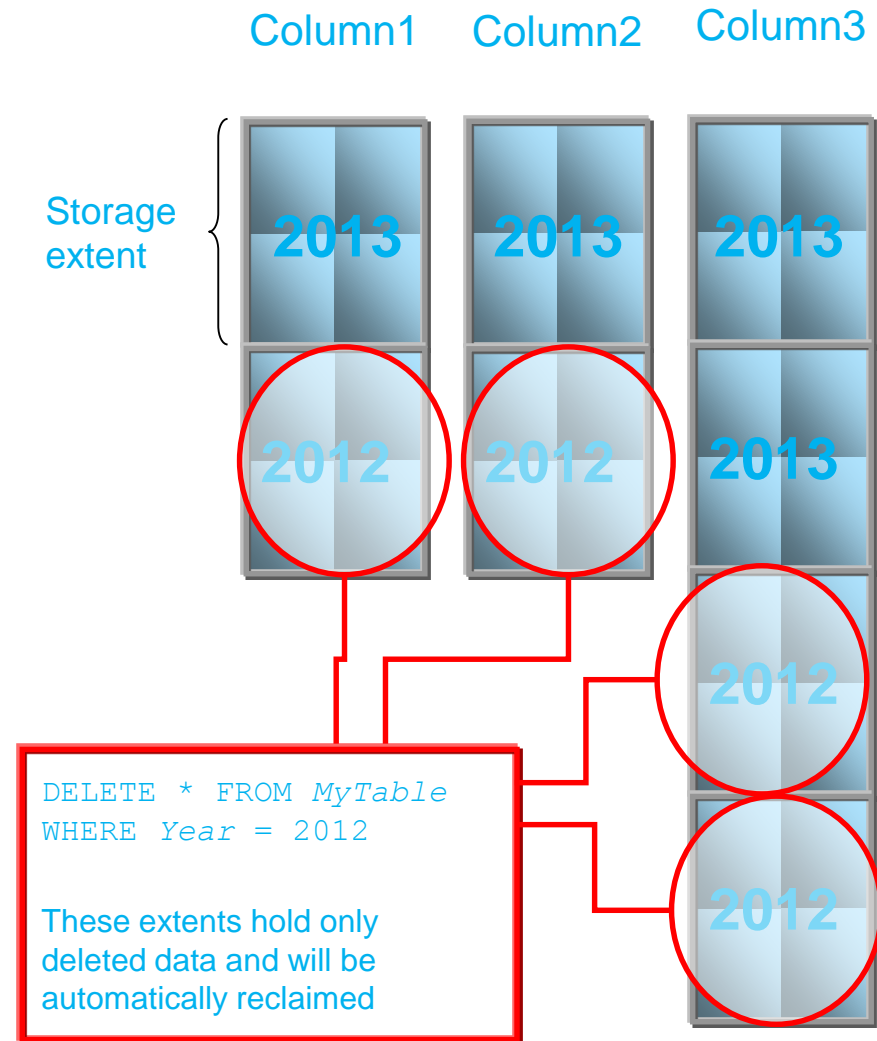 Column1 Column2 Column3
Storage
extent
2013 2013 2013
2012 2012 2013
2012
2012
DELETE * FROM MyTable
WHERE Year = 2012
These extents hold only
deleted data and will be
automatically reclaimed